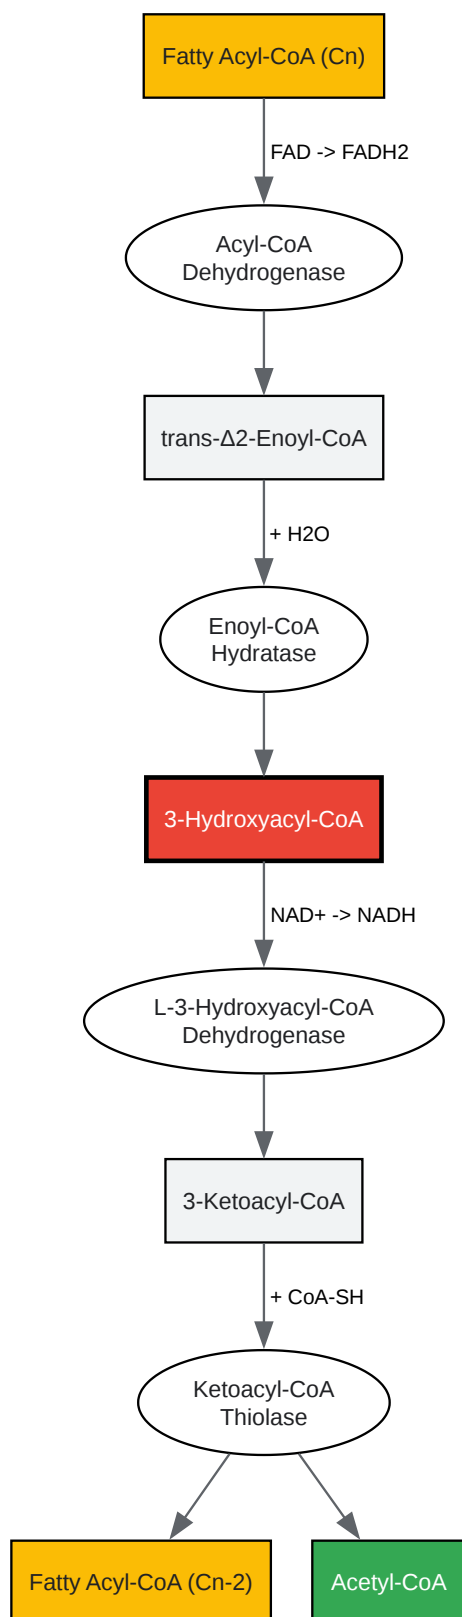 Fatty Acyl-CoA (Cn)
FAD -> FADH2
Acyl-CoA
Dehydrogenase
trans-Δ2-Enoyl-CoA
+ H2O
Enoyl-CoA
Hydratase
3-Hydroxyacyl-CoA
NAD+ -> NADH
L-3-Hydroxyacyl-CoA
Dehydrogenase
3-Ketoacyl-CoA
+ CoA-SH
Ketoacyl-CoA
Thiolase
Fatty Acyl-CoA (Cn-2)
Acetyl-CoA